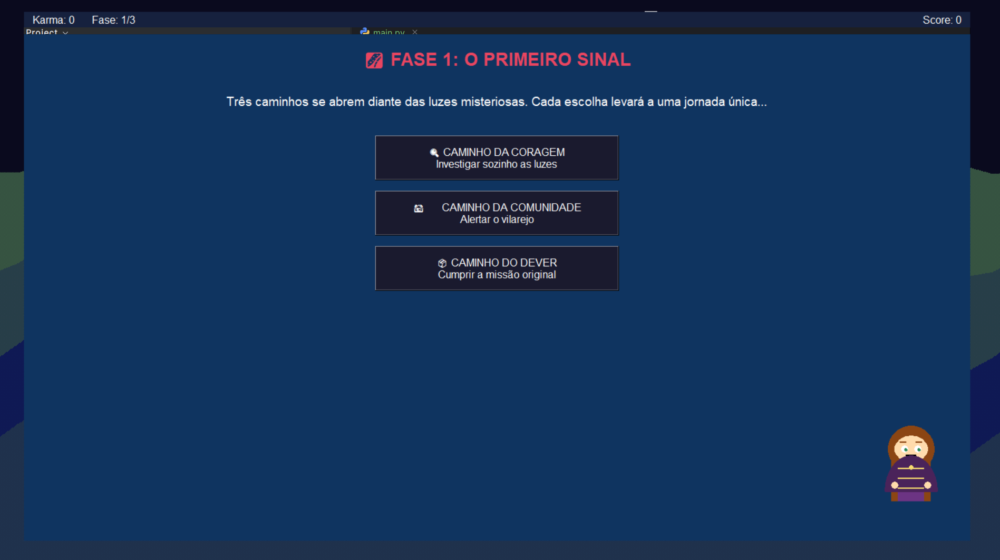 Karma: 0 Fase: 1/3 Score: 0
Project main.py
FASE 1: O PRIMEIRO SINAL
Três caminhos se abrem diante das luzes misteriosas. Cada escolha levará a uma jornada única...
CAMINHO DA CORAGEM
Investigar sozinho as luzes
CAMINHO DA COMUNIDADE
Alertar o vilarejo
CAMINHO DO DEVER
Cumprir a missão original